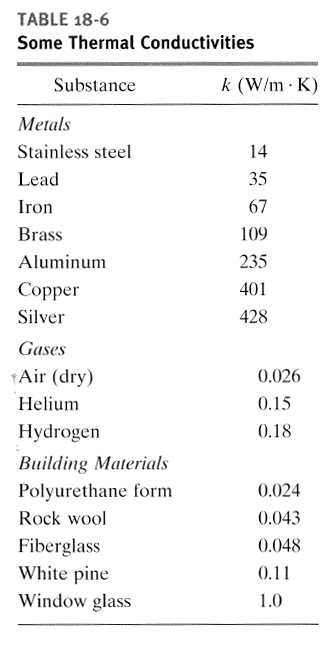 TABLE 18-6
Some Thermal Conductivities
Substance k (W/m · K)
Metals
Stainless steel 14
Lead 35
Iron 67
Brass 109
Aluminum 235
Copper 401
Silver 428
Gases
Air (dry) 0.026
Helium 0.15
Hydrogen 0.18
Building Materials
Polyurethane form 0.024
Rock wool 0.043
Fiberglass 0.048
White pine 0.11
Window glass 1.0